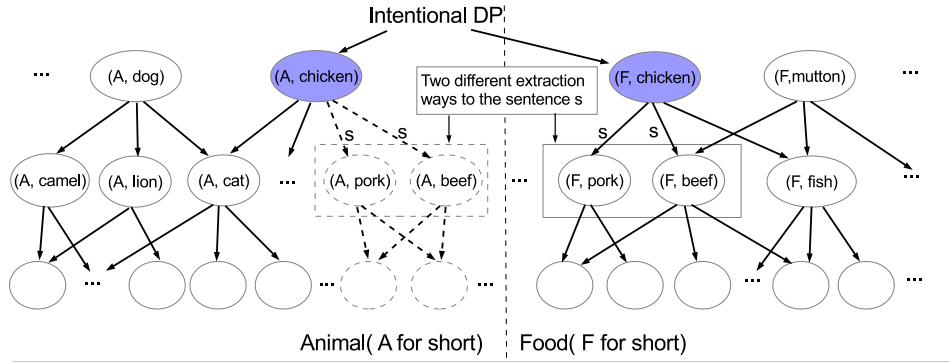 Intentional DP
... (A, dog) (A, chicken) (F, chicken) (F,mutton) ...
Two different extraction
ways to the sentence s
s s s s
(A, camel) (A, lion) (A, cat) ... (A, pork) (A, beef) ... (F, pork) (F, beef) (F, fish) ...
... ... ... ... ...
Animal( A for short) Food( F for short)